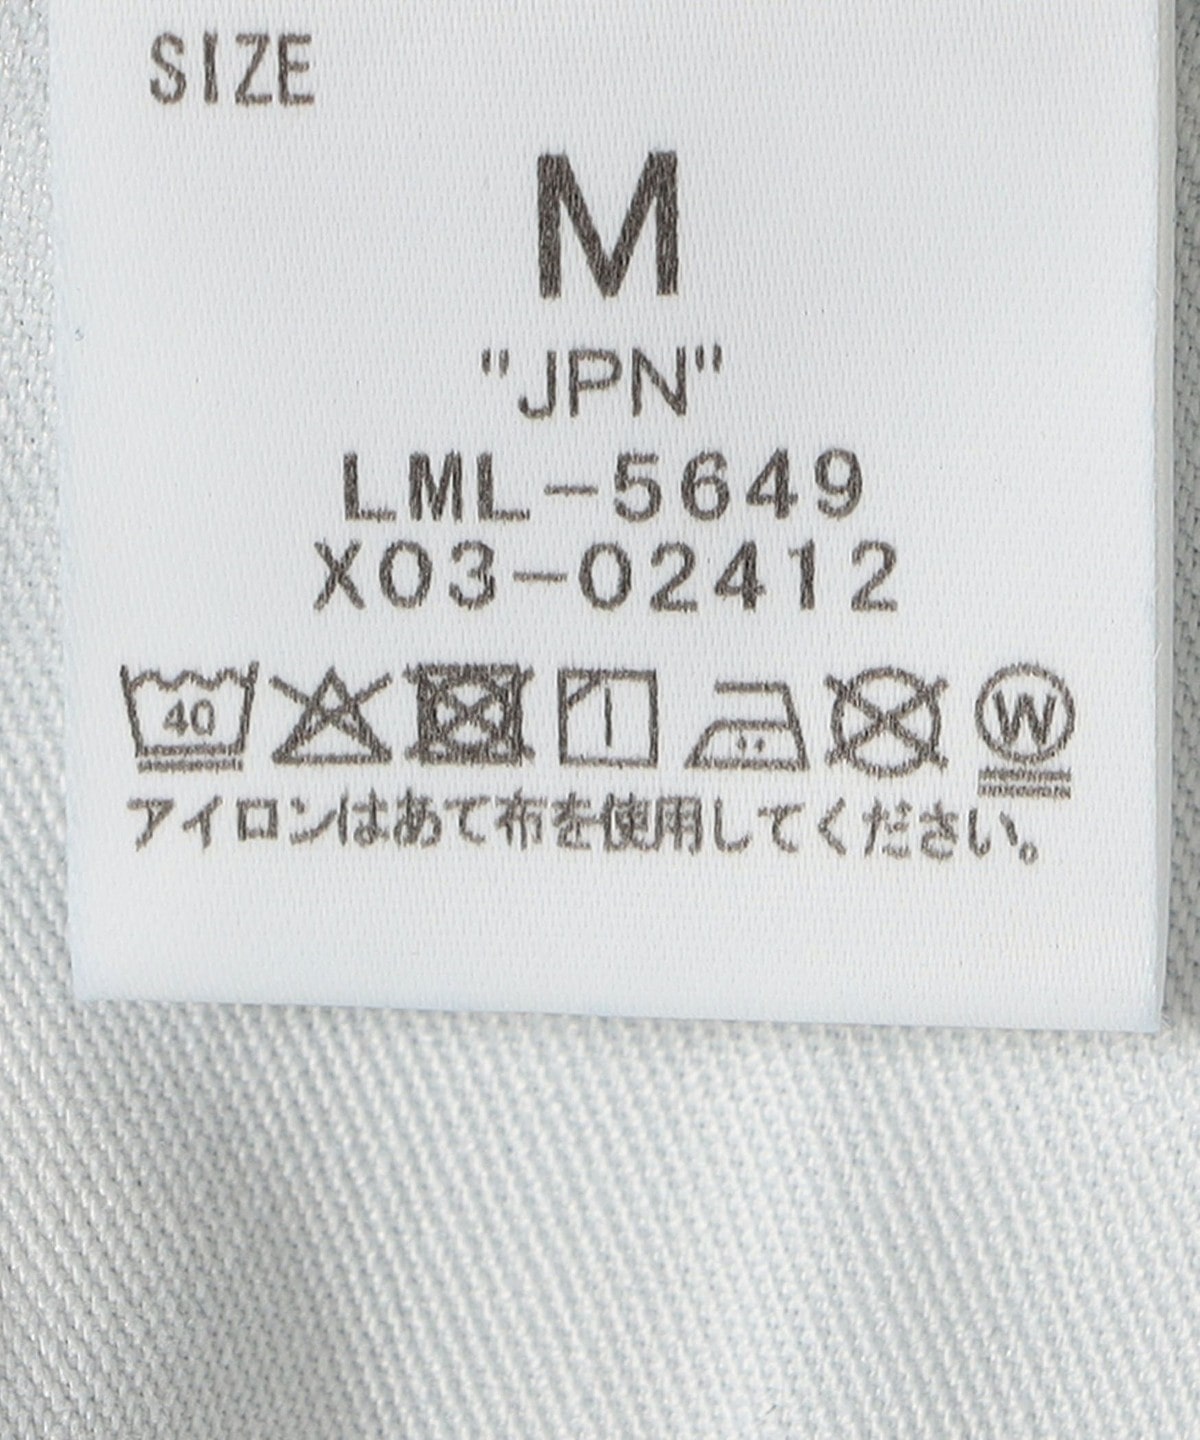 SIZE
M
"JPN"
LML-5649
X03-02412
40 W
アイロンはあて布を使用してください。